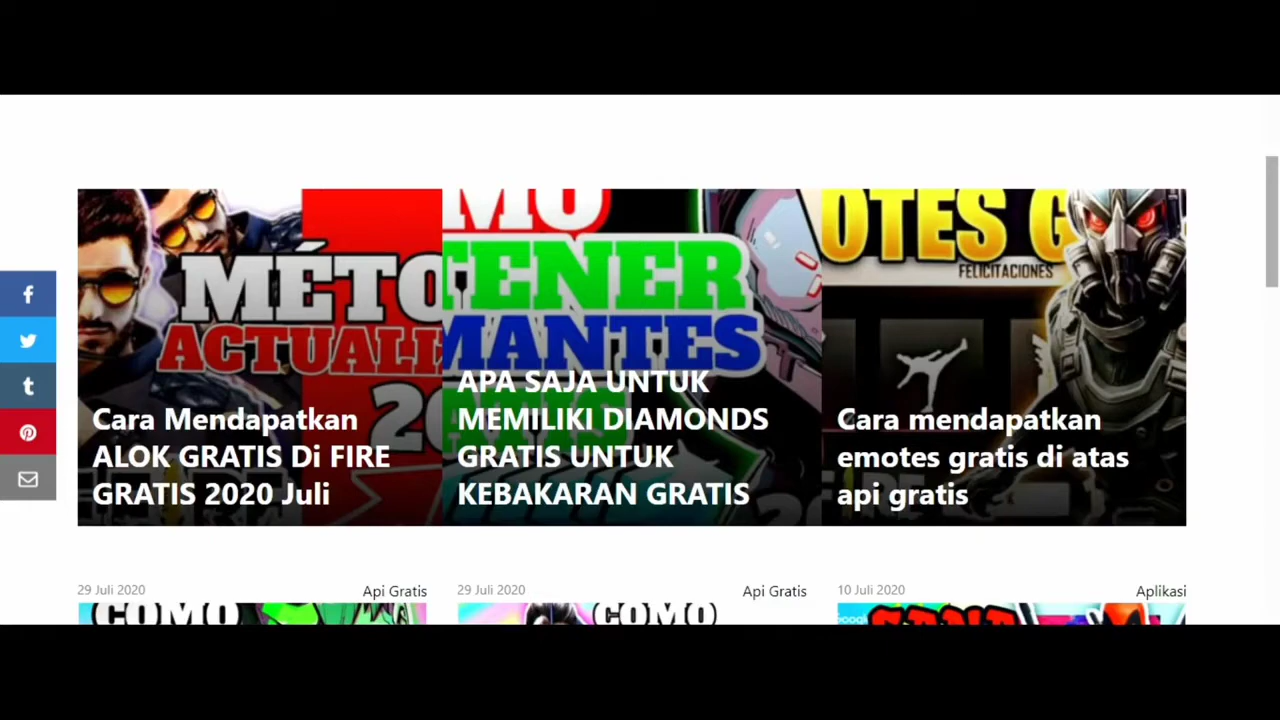 MÉTO
ACTUALI
Cara Mendapatkan
ALOK GRATIS Di FIRE
GRATIS 2020 Juli
TENER
MANTES
APA SAJA UNTUK
MEMILIKI DIAMONDS
GRATIS UNTUK
KEBAKARAN GRATIS
OTES G
FELICITACIONES
Cara mendapatkan
emotes gratis di atas
api gratis
29 Juli 2020
Api Gratis
29 Juli 2020
Api Gratis
10 Juli 2020
Aplikasi
COMO
COMO